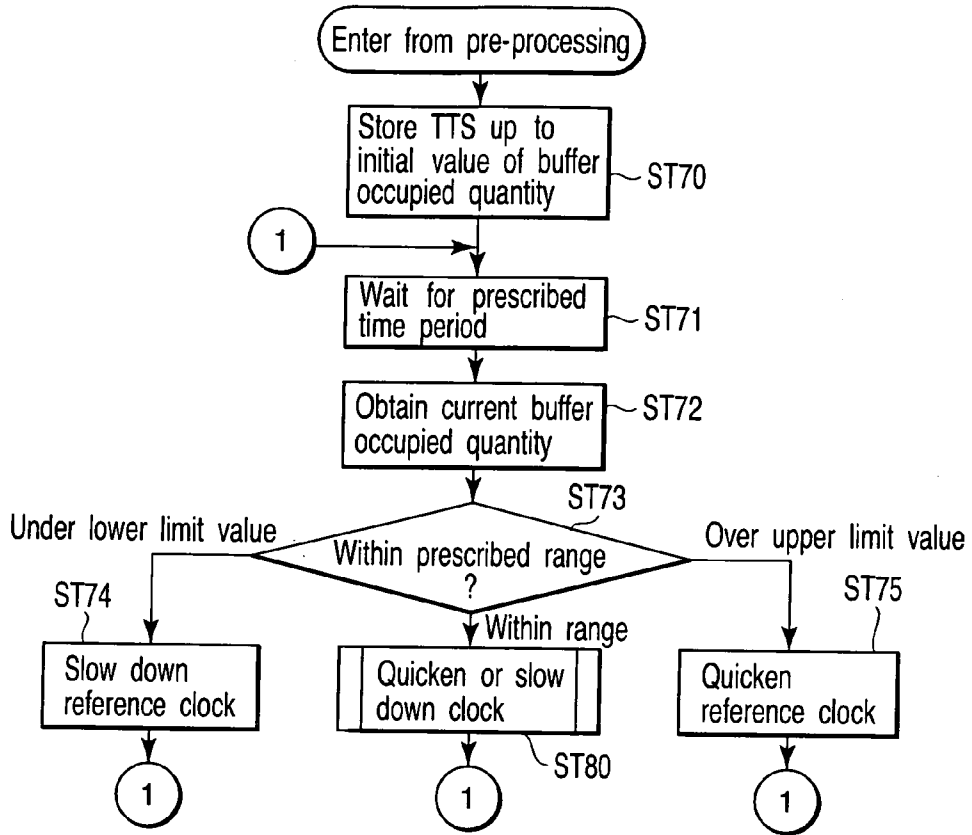 Enter from pre-processing
Store TTS up to
initial value of buffer
occupied quantity
ST70
1
Wait for prescribed
time period
ST71
Obtain current buffer
occupied quantity
ST72
ST73
Under lower limit value
Within prescribed range
?
Over upper limit value
ST74
Within range
ST75
Slow down
reference clock
Quicken or slow
down clock
Quicken
reference clock
ST80
1
1
1